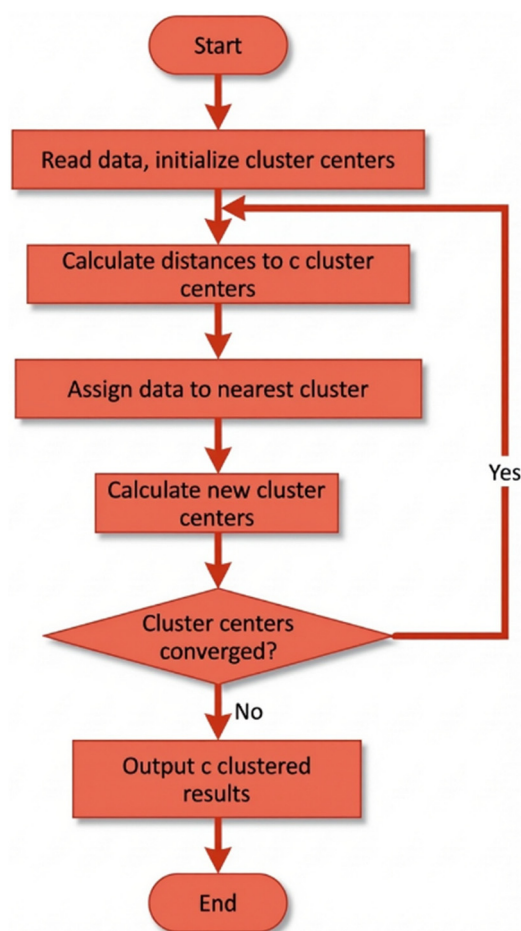 Start
Read data, initialize cluster centers
Calculate distances to c cluster
centers
Assign data to nearest cluster
Calculate new cluster
centers
Yes
Cluster centers
converged?
No
Output c clustered
results
End